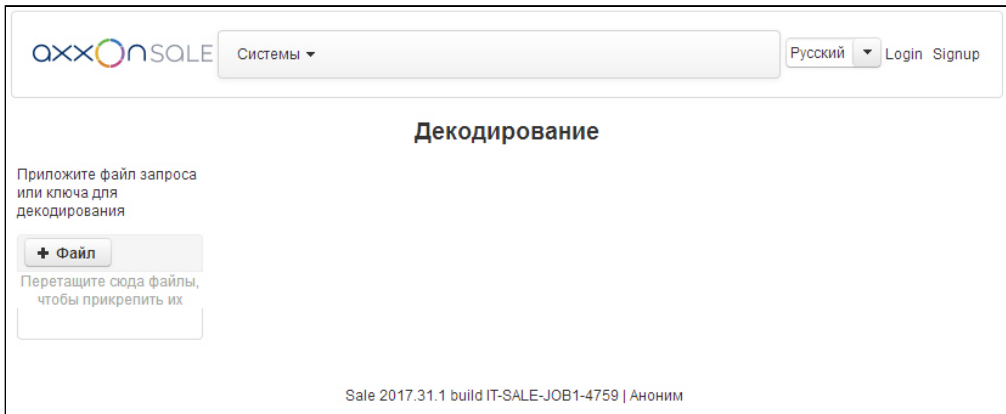 axxonsale Системы Русский Login Signup
Декодирование
Приложите файл запроса
или ключа для
декодирования
+ Файл
Перетащите сюда файлы,
чтобы прикрепить их
Sale 2017.31.1 build IT-SALE-JOB1-4759 | Аноним